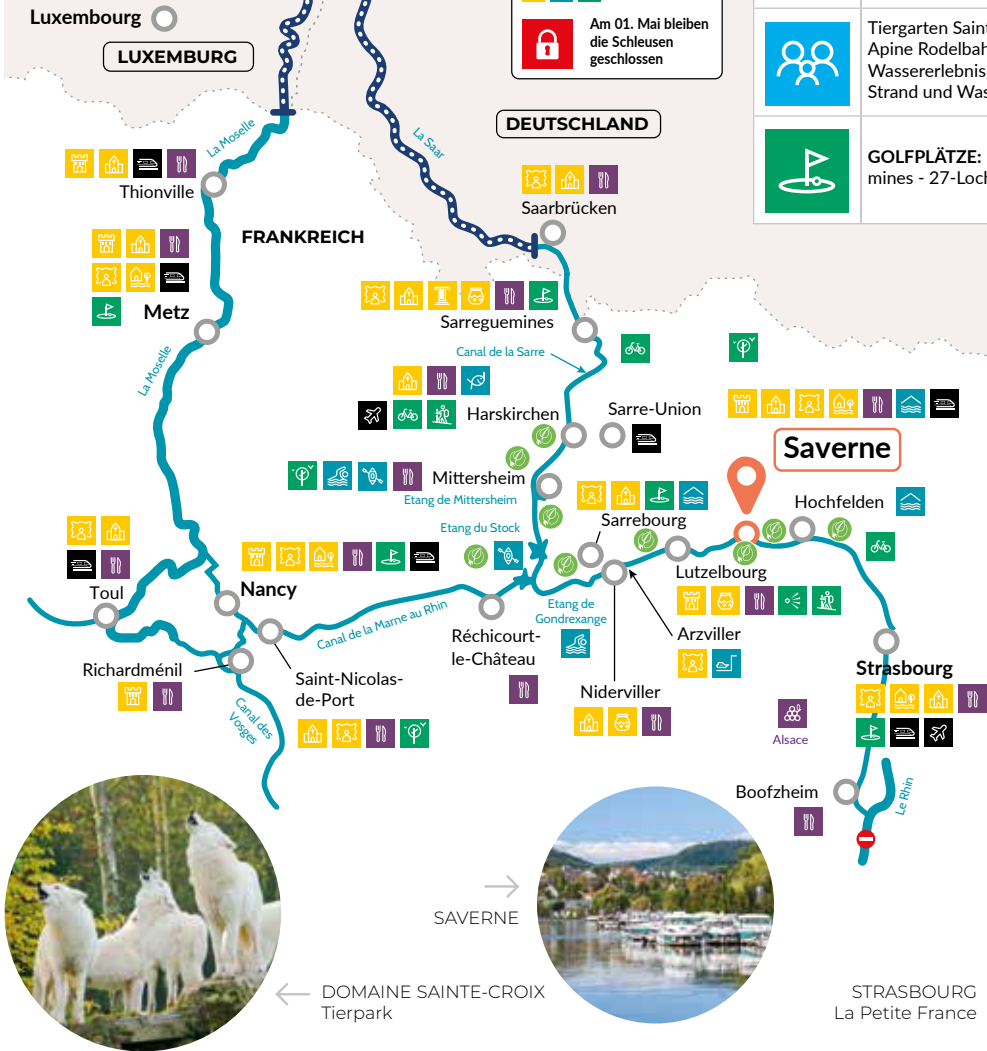 Luxembourg
LUXEMBURG
Am 01. Mai bleiben
die Schleusen
geschlossen
Tiergarten Saint
Apine Rodelbah
Wassererlebnis
Strand und Was
GOLFPLÄTZE:
mines - 27-Loch
DEUTSCHLAND
La Moselle
La Saar
Thionville
Saarbrücken
FRANKREICH
Metz
Sarreguemines
La Moselle
Canal de la Sarre
Harskirchen
Sarre-Union
Saverne
Mittersheim
Etang de Mittersheim
Hochfelden
Etang du Stock
Sarrebourg
Lutzelbourg
Toul
Nancy
Canal de la Marne au Rhin
Etang de
Gondrexange
Réchicourt-
le-Château
Arzviller
Richardménil
Saint-Nicolas-
de-Port
Canal des
Vosges
Niderviller
Strasbourg
Alsace
Boofzheim
Le Rhin
SAVERNE
DOMAINE SAINTE-CROIX
Tierpark
STRASBOURG
La Petite France